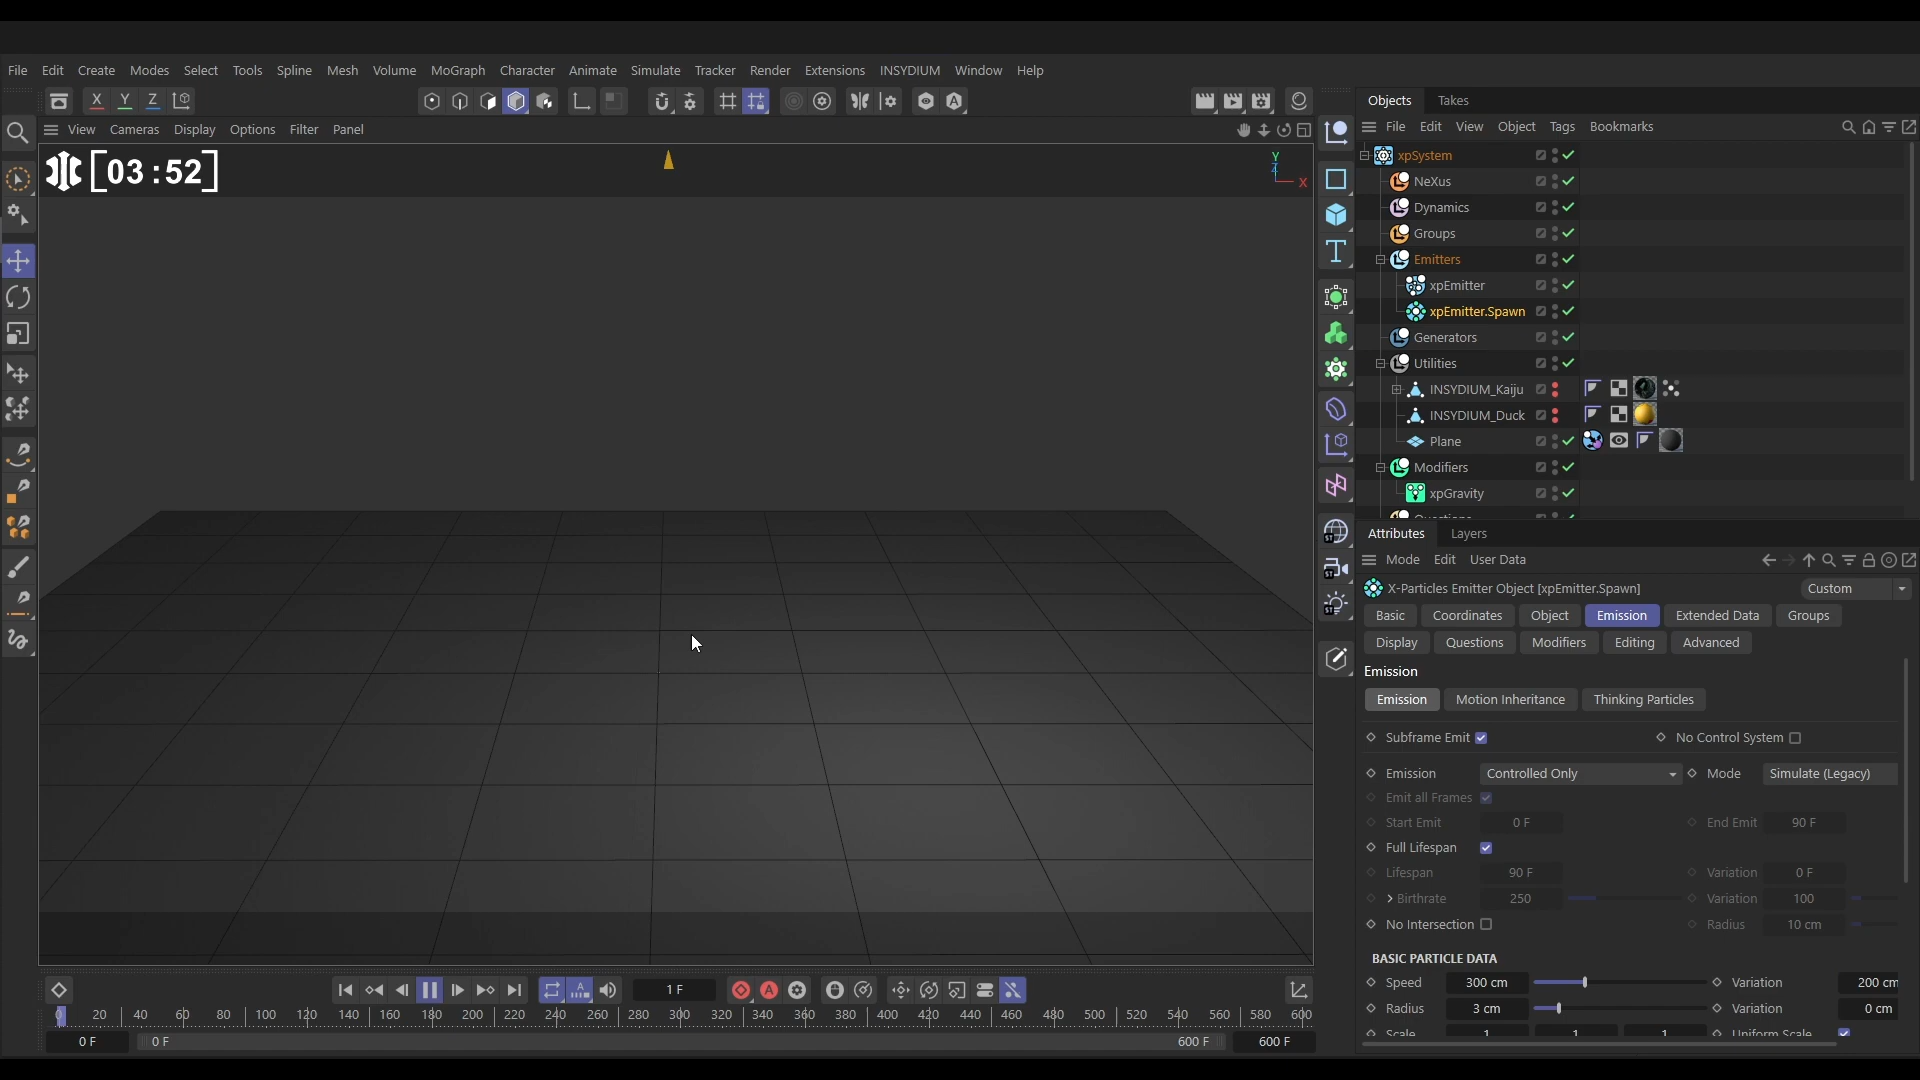 File Edit Create Modes Select Tools Spline Mesh Volume MoGraph Character Animate Simulate Tracker Render Extensions INSYDIUM Window Help
X Y Z
Objects Takes
View Cameras Display Options Filter Panel
File Edit View Object Tags Bookmarks
[03:52]
Y
Z
X
xpSystem
NeXus
Dynamics
Groups
Emitters
xpEmitter
xpEmitter.Spawn
Generators
Utilities
INSYDIUM_Kaiju
INSYDIUM_Duck
Plane
Modifiers
xpGravity
Questions
Attributes Layers
Mode Edit User Data
X-Particles Emitter Object [xpEmitter.Spawn] Custom
Basic Coordinates Object Emission Extended Data Groups
Display Questions Modifiers Editing Advanced
Emission
Emission Motion Inheritance Thinking Particles
Subframe Emit No Control System
Emission Controlled Only Mode Simulate (Legacy)
Emit all Frames
Start Emit 0 F End Emit 90 F
Full Lifespan
Lifespan 90 F Variation 0 F
Birthrate 250 Variation 100
No Intersection Radius 10 cm
BASIC PARTICLE DATA
Speed 300 cm Variation 200 cm
Radius 3 cm Variation 0 cm
Scale 1 1 1 Uniform Scale
1 F
0 20 40 60 80 100 120 140 160 180 200 220 240 260 280 300 320 340 360 380 400 420 440 460 480 500 520 540 560 580 600
0 F 0 F 600 F 600 F